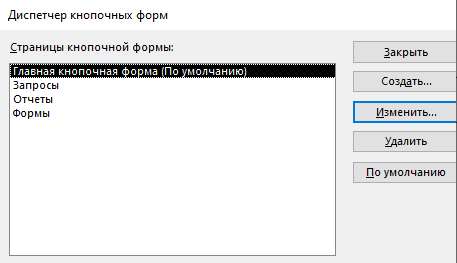 Диспетчер кнопочных форм
Страницы кнопочной формы:
Главная кнопочная форма (По умолчанию)
Запросы
Отчеты
Формы
Закрыть
Создать...
Изменить...
Удалить
По умолчанию